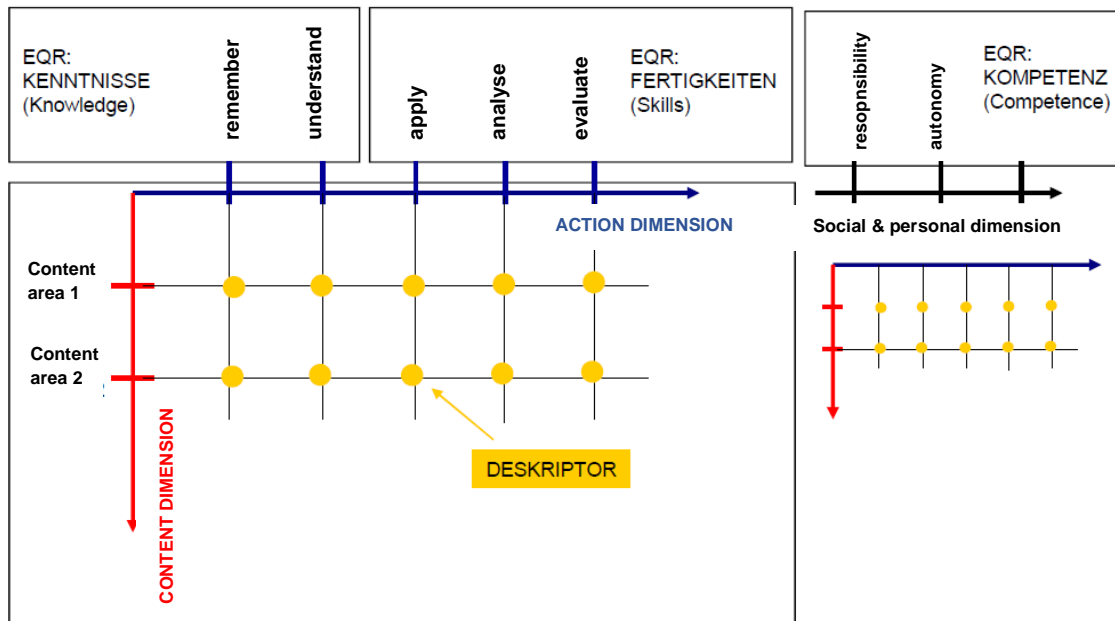 EQR:
KENNTNISSE
(Knowledge)
remember
understand
apply
analyse
evaluate
EQR:
FERTIGKEITEN
(Skills)
resopnsibility
autonomy
EQR:
KOMPETENZ
(Competence)
ACTION DIMENSION
Social & personal dimension
Content
area 1
Content
area 2
:
CONTENT DIMENSION
DESKRIPTOR